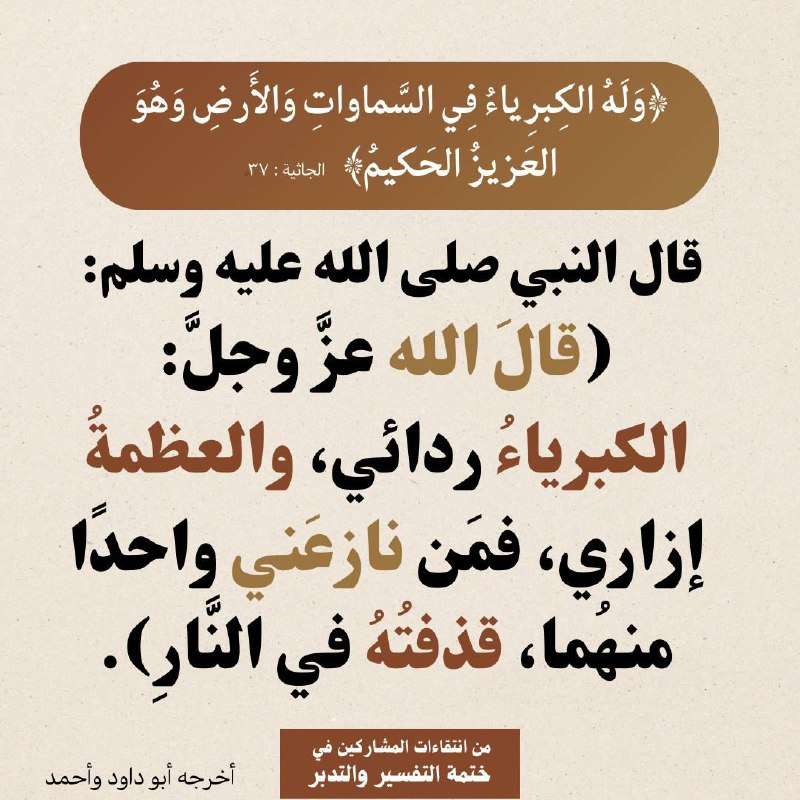 ﴿وَلَهُ الكِبرِياءُ فِي السَّماواتِ وَالأَرضِ وَهُوَ
العَزيزُ الحَكيمُ﴾ الجاثية : ٣٧
قال النبي صلى الله عليه وسلم:
(قالَ الله عزَّ وجلَّ:
الكبرياءُ ردائي، والعظمةُ
إزاري، فمَن نازعَني واحدًا
منهُما، قذفتُهُ في النَّارِ).
من انتقاءات المشاركين في
ختمة التفسير والتدبر
أخرجه أبو داود وأحمد